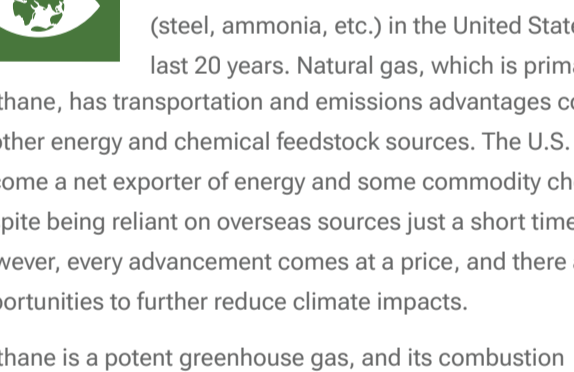 (steel, ammonia, etc.) in the United State
last 20 years. Natural gas, which is prima
thane, has transportation and emissions advantages co
other energy and chemical feedstock sources. The U.S.
come a net exporter of energy and some commodity ch
pite being reliant on overseas sources just a short time
wever, every advancement comes at a price, and there a
portunities to further reduce climate impacts.
thane is a potent greenhouse gas, and its combustion